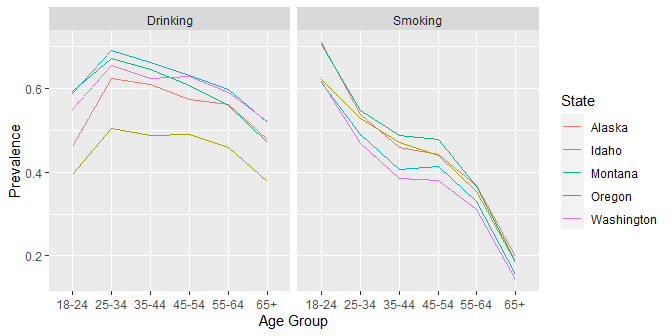 Drinking
Smoking
0.6
0.4
0.2
Prevalence
18-24 25-34 35-44 45-54 55-64 65+
18-24 25-34 35-44 45-54 55-64 65+
Age Group
State
Alaska
Idaho
Montana
Oregon
Washington